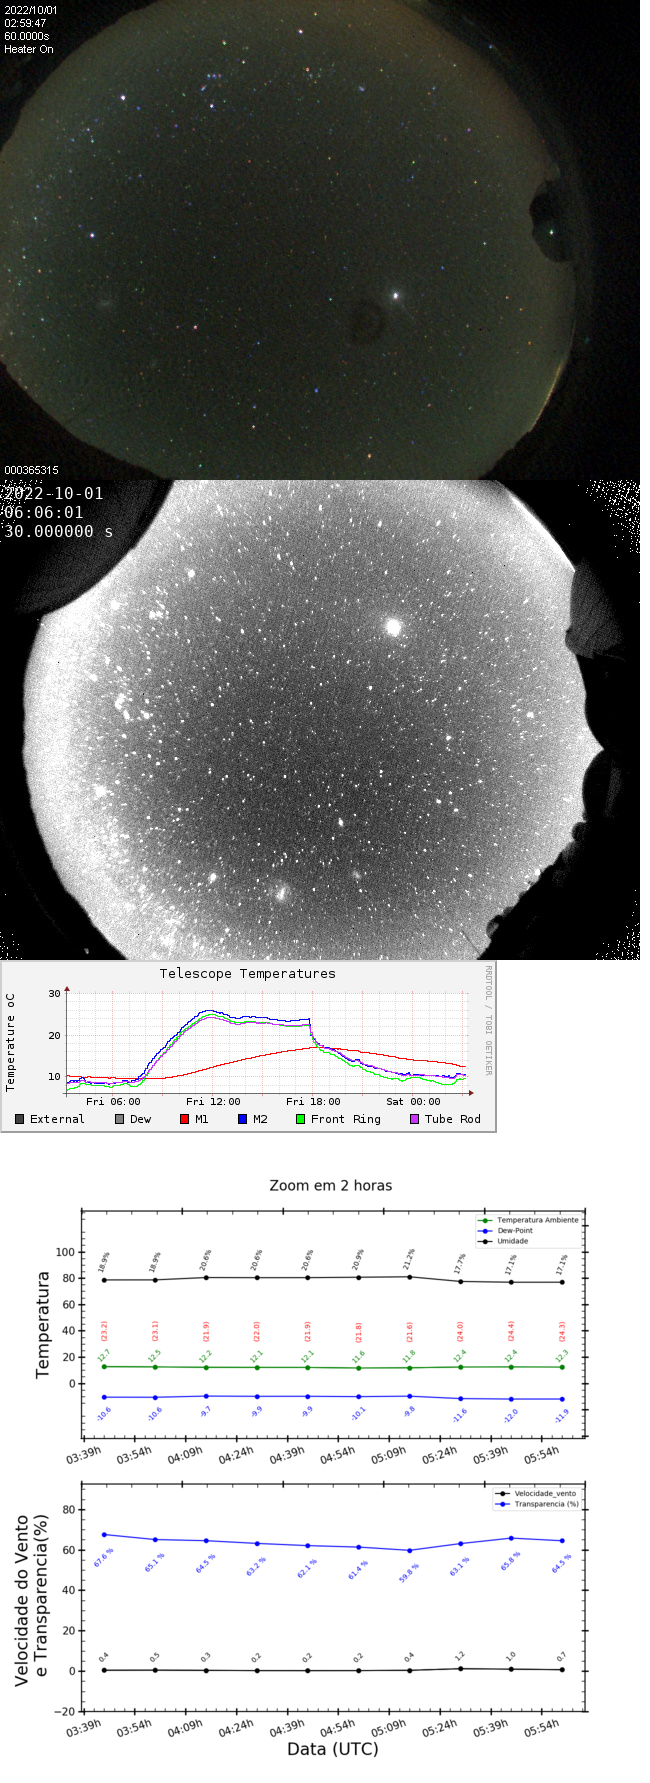 2022/10/01
02:59:47
60.0000s
Heater On
000365315
2022-10-01
06:06:01
30.000000 s
Telescope Temperatures
RRDTOOL / TOBI OETIKER
Temperature oC
30
20
10
Fri 06:00 Fri 12:00 Fri 18:00 Sat 00:00
External Dew M1 M2 Front Ring Tube Rod
Zoom em 2 horas
Temperatura Ambiente
Dew-Point
Umidade
Temperatura
100
80
60
40
20
0
18.9% 18.9% 20.6% 20.6% 20.6% 20.9% 21.2% 17.7% 17.1% 17.1%
(23.2) (23.1) (21.9) (22.0) (21.9) (21.8) (21.6) (24.0) (24.4) (24.3)
12.7 12.5 12.2 12.1 12.1 11.6 11.8 12.4 12.4 12.3
-10.6 -10.6 -9.7 -9.9 -9.9 -10.1 -9.8 -11.6 -12.0 -11.9
03:39h 03:54h 04:09h 04:24h 04:39h 04:54h 05:09h 05:24h 05:39h 05:54h
Velocidade_vento
Transparencia (%)
Velocidade do Vento
e Transparencia(%)
80
60
40
20
0
−20
67.6 % 65.1 % 64.5 % 63.2 % 62.1 % 61.4 % 59.8 % 63.1 % 65.8 % 64.5 %
0.4 0.5 0.3 0.2 0.2 0.2 0.4 1.2 1.0 0.7
03:39h 03:54h 04:09h 04:24h 04:39h 04:54h 05:09h 05:24h 05:39h 05:54h
Data (UTC)